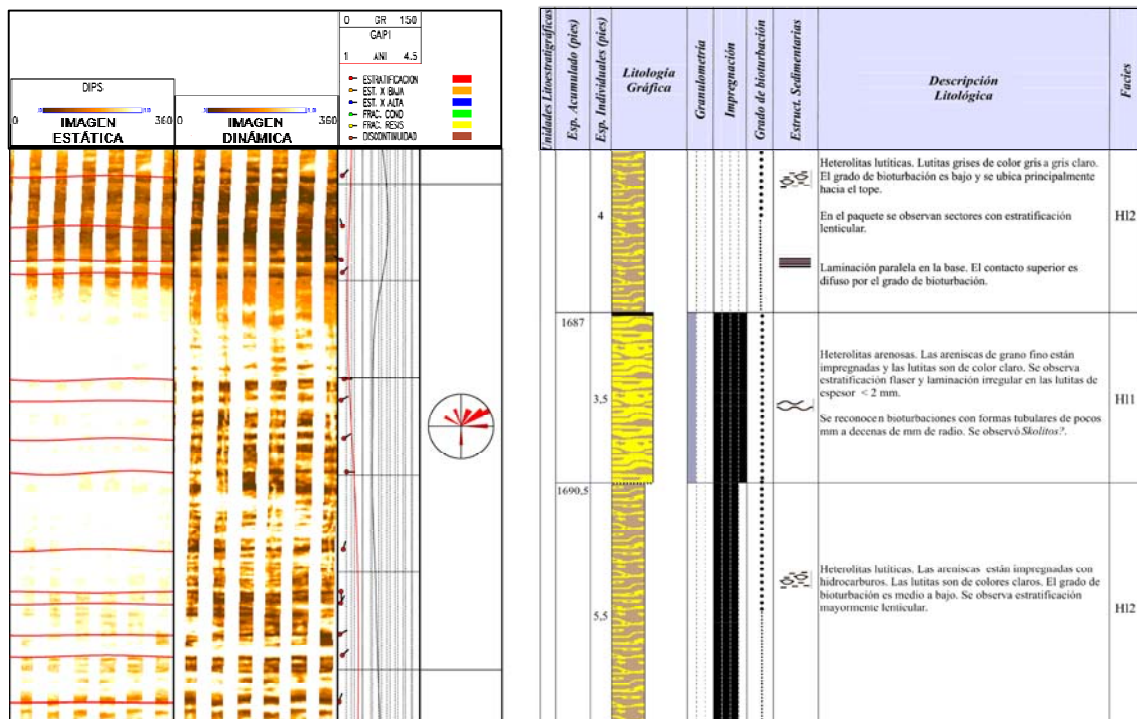 0 GR 150
GAPI
1 ANI 4.5
DIPS
0 IMAGEN 360
ESTÁTICA
0 IMAGEN 360
DINÁMICA
ESTRATIFICACION
EST. X BAJA
EST. X ALTA
FRAC. COND
FRAC. RESIS
DISCONTINUIDAD
Unidades Litoestratigráficas
Esp. Acumulado (pies)
Esp. Individuales (pies)
Litología
Gráfica
Granulometría
Impregnación
Grado de bioturbación
Estruct. Sedimentarias
Descripción
Litológica
Facies
4
Heterolitas lutíticas. Lutitas grises de color gris a gris claro.
El grado de bioturbación es bajo y se ubica principalmente
hacia el tope.
En el paquete se observan sectores con estratificación
lenticular.
Laminación paralela en la base. El contacto superior es
difuso por el grado de bioturbación.
Hl2
1687
3,5
Heterolitas arenosas. Las areniscas de grano fino están
impregnadas y las lutitas son de color claro. Se observa
estratificación flaser y laminación irregular en las lutitas de
espesor < 2 mm.
Se reconocen bioturbaciones con formas tubulares de pocos
mm a decenas de mm de radio. Se observó Skolitos?.
Hl1
1690,5
5,5
Heterolitas lutíticas. Las areniscas están impregnadas con
hidrocarburos. Las lutitas son de colores claros. El grado de
bioturbación es medio a bajo. Se observa estratificación
mayormente lenticular.
Hl2